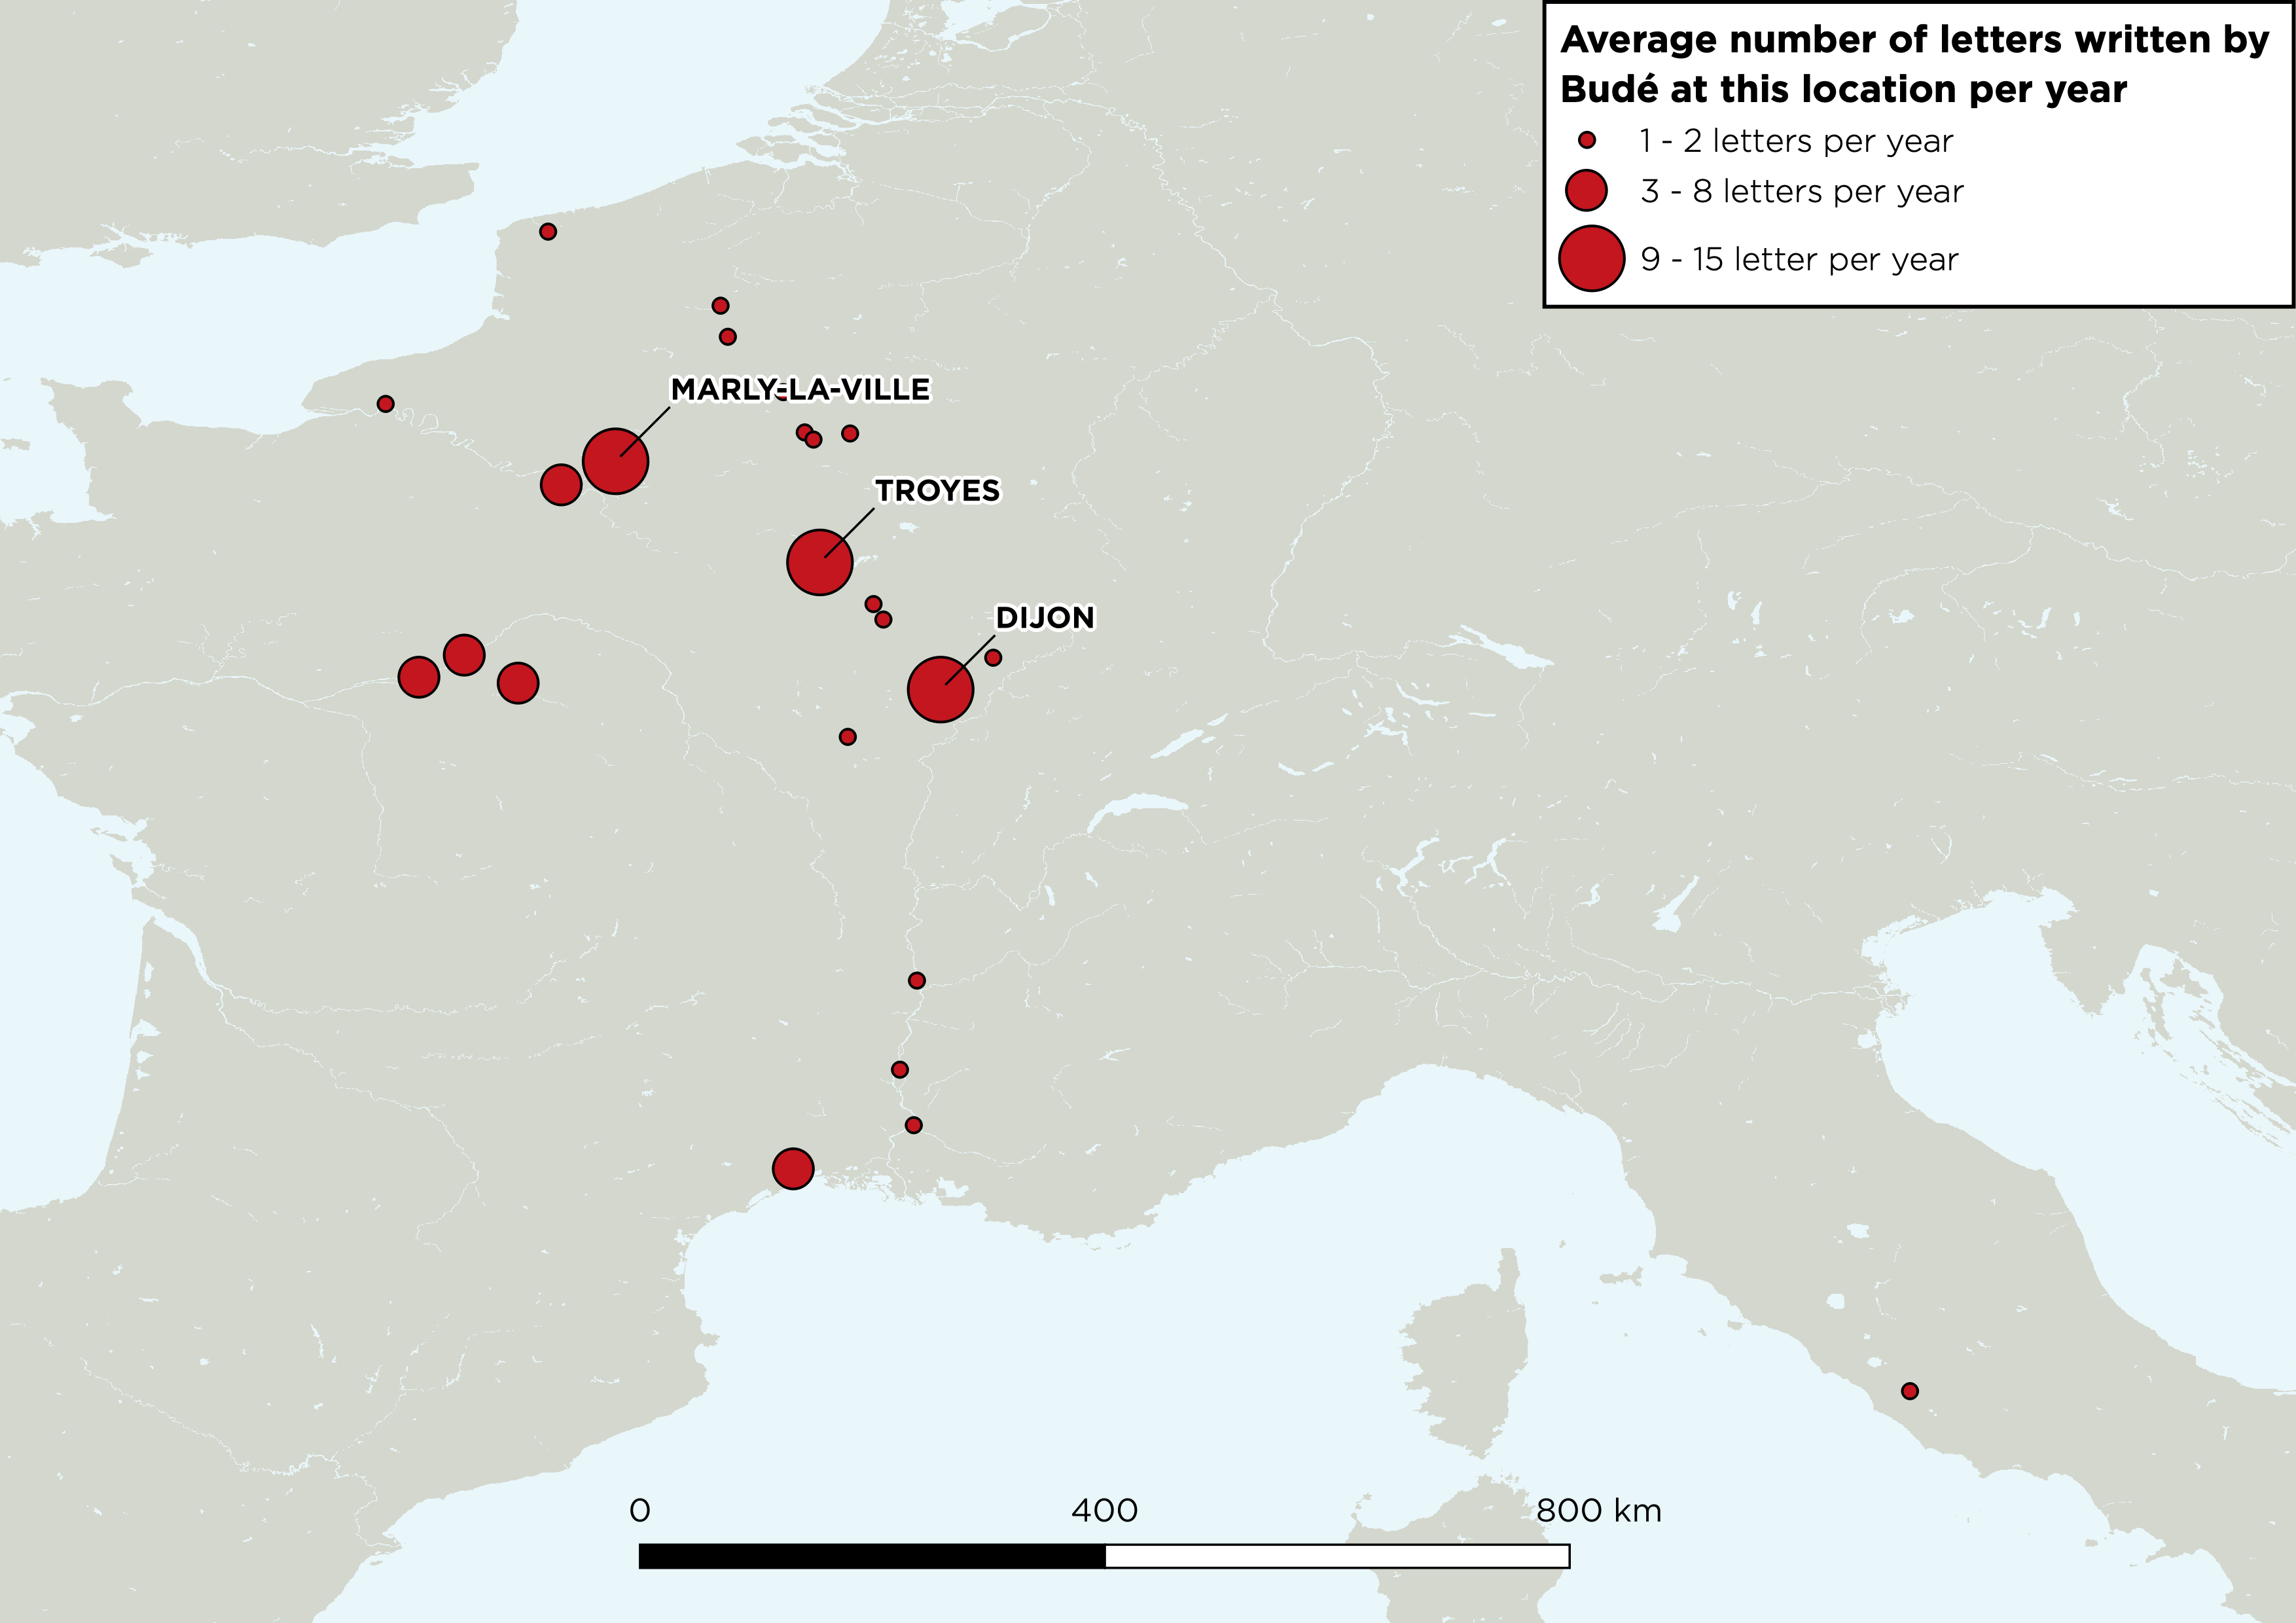 Average number of letters written by
Budé at this location per year
1 - 2 letters per year
3 - 8 letters per year
9 - 15 letter per year
MARLY-LA-VILLE
TROYES
DIJON
0 400 800 km